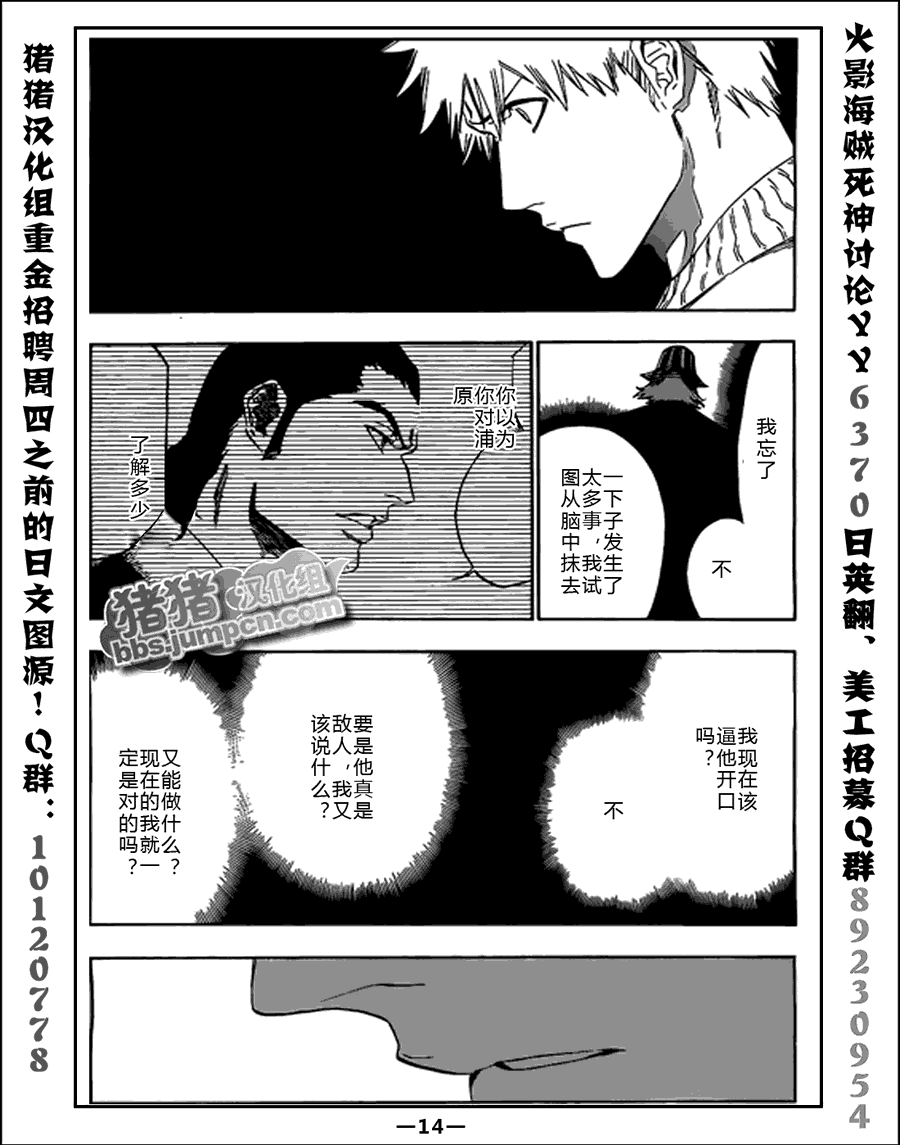 火影海贼死神讨论YY6370日英翻、美工招募Q群89230954
猪猪汉化组重金招聘周四之前的日文图源！Q群：10120778
我忘了
不
一下子发生了
太多事，我试
图从脑中抹去
你以为
你对浦
原
了解多少
猪猪汉化组
bbs.jumpcn.com
我现在该
逼他开口
吗？
不
要是他真是
敌人，我又
该说什么？
又能做什么？
现在的我就一
定是对的吗？
—14—